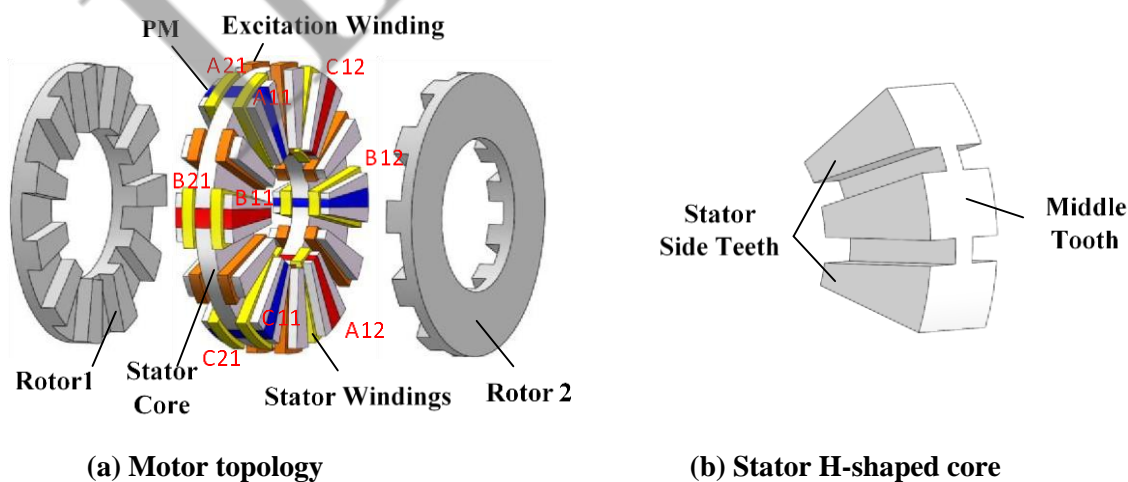 PM
Excitation Winding
A21
C12
A11
B12
B21
B11
C11
A12
C21
Rotor1
Stator
Core
Stator Windings
Rotor 2
(a) Motor topology
Stator
Side Teeth
Middle
Tooth
(b) Stator H-shaped core